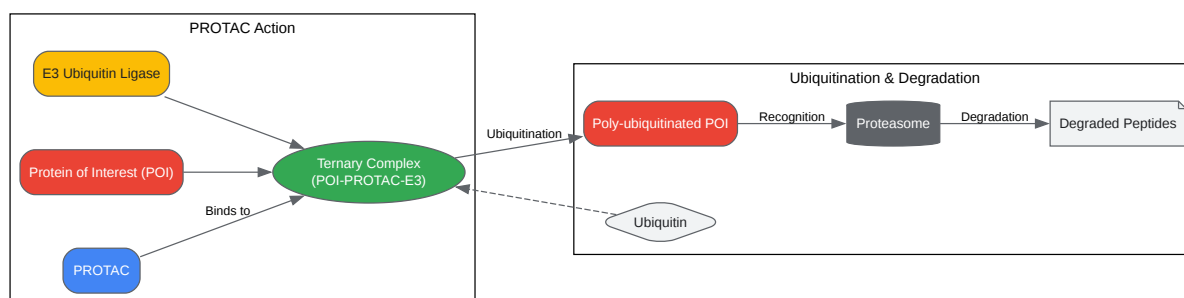 PROTAC Action
E3 Ubiquitin Ligase
Protein of Interest (POI)
Binds to
PROTAC
Ternary Complex
(POI-PROTAC-E3)
Ubiquitination
Ubiquitination & Degradation
Poly-ubiquitinated POI
Recognition
Proteasome
Degradation
Degraded Peptides
Ubiquitin